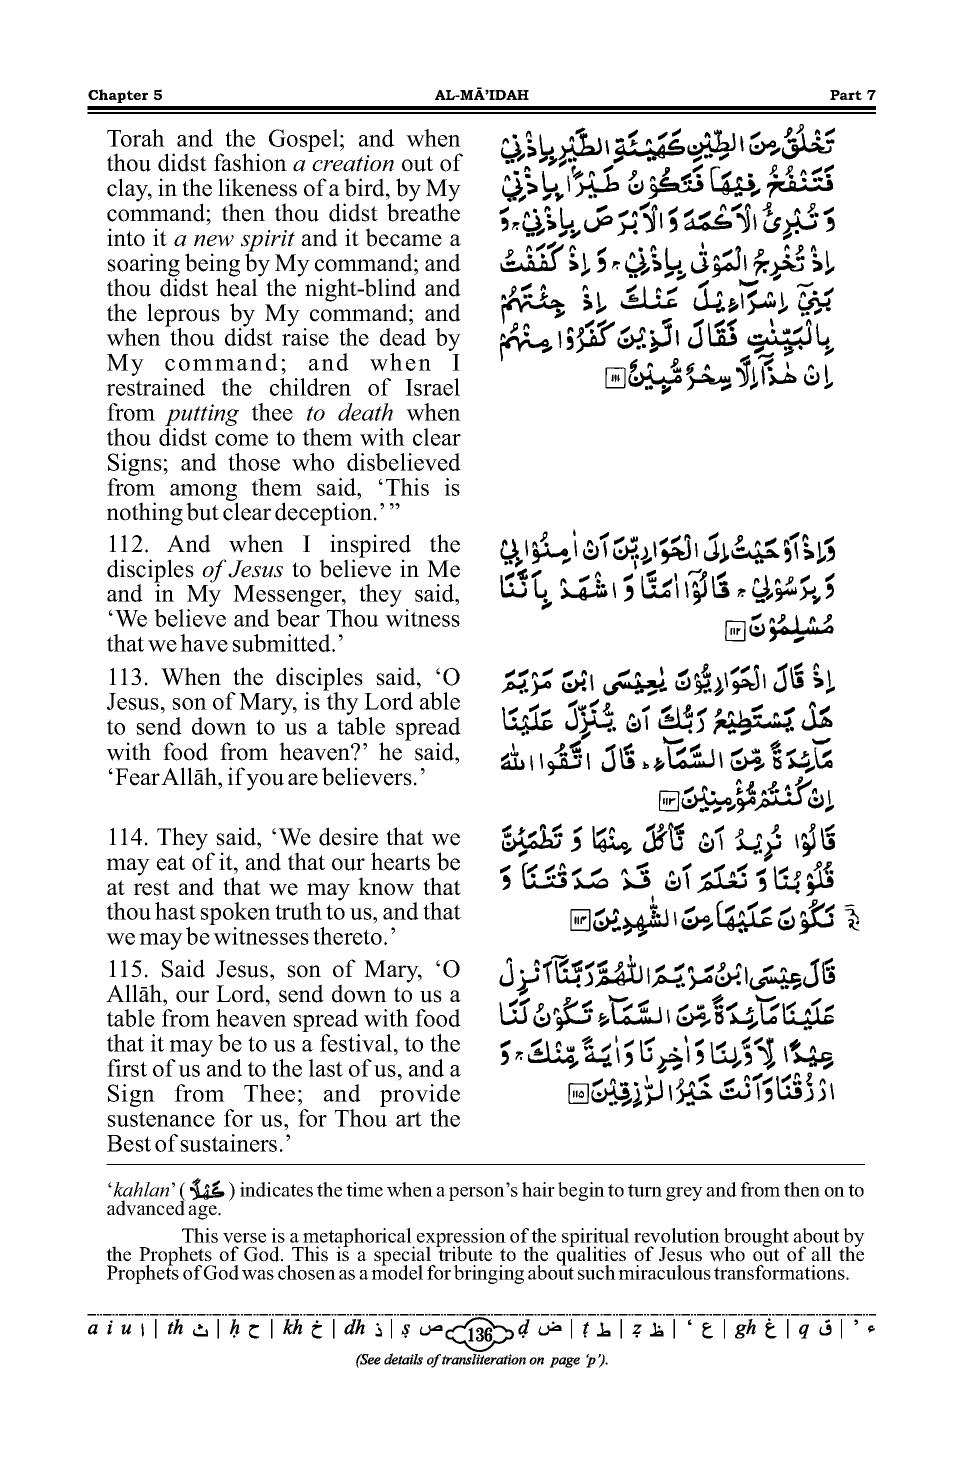 Chapter 5 AL-MĀ’IDAH Part 7
Torah and the Gospel; and when
thou didst fashion a creation out of
clay, in the likeness of a bird, by My
command; then thou didst breathe
into it a new spirit and it became a
soaring being by My command; and
thou didst heal the night-blind and
the leprous by My command; and
when thou didst raise the dead by
My command; and when I
restrained the children of Israel
from putting thee to death when
thou didst come to them with clear
Signs; and those who disbelieved
from among them said, ‘This is
nothing but clear deception.’ ”
تَخْلُقُ مِنَ الطِّيْنِ كَهَيْـَٔةِ الطَّيْرِ بِاِذْنِيْ
فَتَنْفُخُ فِيْهَا فَتَكُوْنُ طَيْرًۢا بِاِذْنِيْ
وَ تُبْرِئُ الْاَكْمَهَ وَ الْاَبْرَصَ بِاِذْنِيْ ۚ وَ
اِذْ تُخْرِجُ الْمَوْتٰى بِاِذْنِيْ ۚ وَ اِذْ كَفَفْتُ
بَنِيْۤ اِسْرَآءِيْلَ عَنْكَ اِذْ جِئْتَهُمْ
بِالْبَيِّنٰتِ فَقَالَ الَّذِيْنَ كَفَرُوْا مِنْهُمْ
اِنْ هٰذَاۤ اِلَّا سِحْرٌ مُّبِيْنٌ ۱۱۱
112. And when I inspired the
disciples of Jesus to believe in Me
and in My Messenger, they said,
‘We believe and bear Thou witness
that we have submitted.’
وَ اِذْ اَوْحَيْتُ اِلَى الْحَوَارِيّٖنَ اَنْ اٰمِنُوْا بِيْ
وَ بِرَسُوْلِيْ ۚ قَالُوْۤا اٰمَنَّا وَ اشْهَدْ بِاَنَّنَا
مُسْلِمُوْنَ ۱۱۲
113. When the disciples said, ‘O
Jesus, son of Mary, is thy Lord able
to send down to us a table spread
with food from heaven?’ he said,
‘Fear Allāh, if you are believers.’
اِذْ قَالَ الْحَوَارِيُّوْنَ يٰعِيْسَى ابْنَ مَرْيَمَ
هَلْ يَسْتَطِيْعُ رَبُّكَ اَنْ يُّنَزِّلَ عَلَيْنَا
مَآئِدَةً مِّنَ السَّمَآءِ ؕ قَالَ اتَّقُوا اللّٰهَ
اِنْ كُنْتُمْ مُّؤْمِنِيْنَ ۱۱۳
114. They said, ‘We desire that we
may eat of it, and that our hearts be
at rest and that we may know that
thou hast spoken truth to us, and that
we may be witnesses thereto.’
قَالُوْا نُرِيْدُ اَنْ نَّاْكُلَ مِنْهَا وَ تَطْمَئِنَّ
قُلُوْبُنَا وَ نَعْلَمَ اَنْ قَدْ صَدَقْتَنَا وَ
نَكُوْنَ عَلَيْهَا مِنَ الشّٰهِدِيْنَ ۱۱۴
115. Said Jesus, son of Mary, ‘O
Allāh, our Lord, send down to us a
table from heaven spread with food
that it may be to us a festival, to the
first of us and to the last of us, and a
Sign from Thee; and provide
sustenance for us, for Thou art the
Best of sustainers.’
قَالَ عِيْسَى ابْنُ مَرْيَمَ اللّٰهُمَّ رَبَّنَاۤ اَنْزِلْ
عَلَيْنَا مَآئِدَةً مِّنَ السَّمَآءِ تَكُوْنُ لَنَا
عِيْدًا لِّاَوَّلِنَا وَ اٰخِرِنَا وَ اٰيَةً مِّنْكَ ۚ وَ
ارْزُقْنَا وَ اَنْتَ خَيْرُ الرّٰزِقِيْنَ ۱۱۵
‘kahlan’ ( كَهْلًا ) indicates the time when a person’s hair begin to turn grey and from then on to
advanced age.
This verse is a metaphorical expression of the spiritual revolution brought about by
the Prophets of God. This is a special tribute to the qualities of Jesus who out of all the
Prophets of God was chosen as a model for bringing about such miraculous transformations.
a i u ا | th ث | ḥ ح | kh خ | dh ذ | ṣ ص 136 ḍ ض | ṭ ط | ẓ ظ | ‘ ع | gh غ | q ق | ’ ء
(See details of transliteration on page ‘p’).